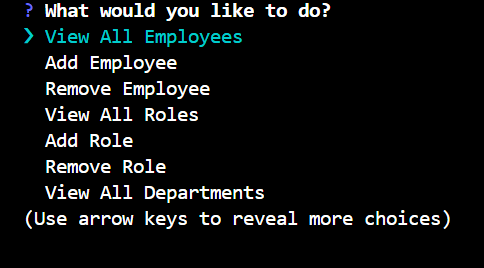 ? What would you like to do?
❯ View All Employees
Add Employee
Remove Employee
View All Roles
Add Role
Remove Role
View All Departments
(Use arrow keys to reveal more choices)